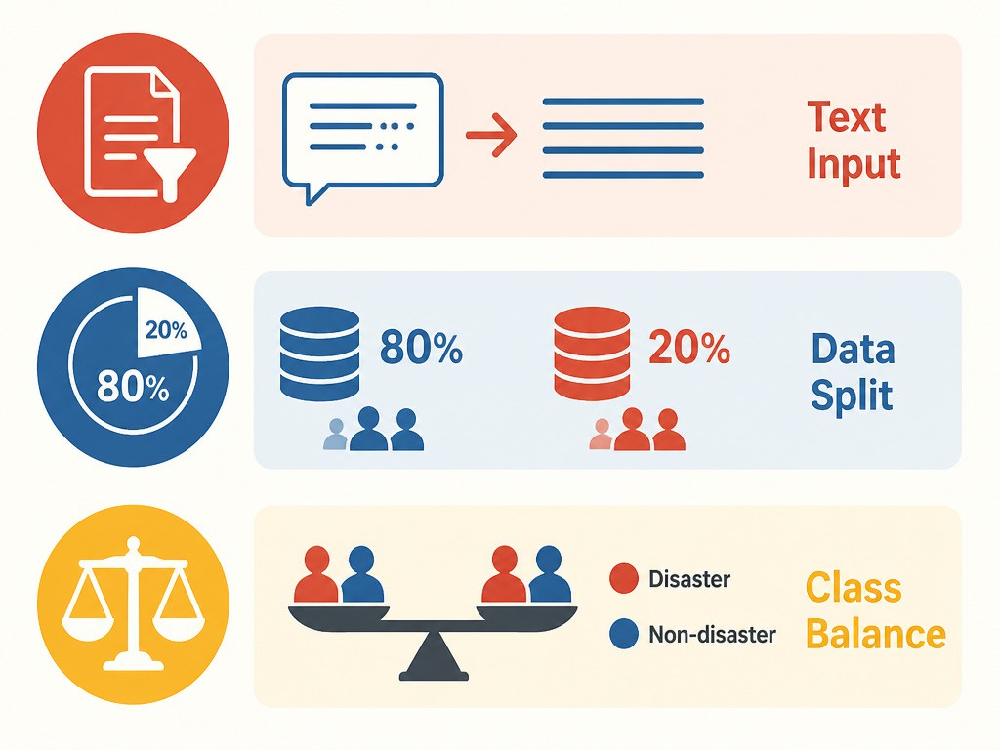 Text
Input
20%
80%
80%
20%
Data
Split
Disaster
Non-disaster
Class
Balance